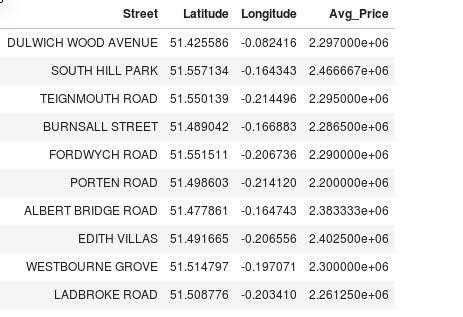 Street Latitude Longitude Avg_Price
DULWICH WOOD AVENUE 51.425586 -0.082416 2.297000e+06
SOUTH HILL PARK 51.557134 -0.164343 2.466667e+06
TEIGNMOUTH ROAD 51.550139 -0.214496 2.295000e+06
BURNSALL STREET 51.489042 -0.166883 2.286500e+06
FORDWYCH ROAD 51.551511 -0.206736 2.290000e+06
PORTEN ROAD 51.498603 -0.214120 2.200000e+06
ALBERT BRIDGE ROAD 51.477861 -0.164743 2.383333e+06
EDITH VILLAS 51.491665 -0.206556 2.402500e+06
WESTBOURNE GROVE 51.514797 -0.197071 2.300000e+06
LADBROKE ROAD 51.508776 -0.203410 2.261250e+06